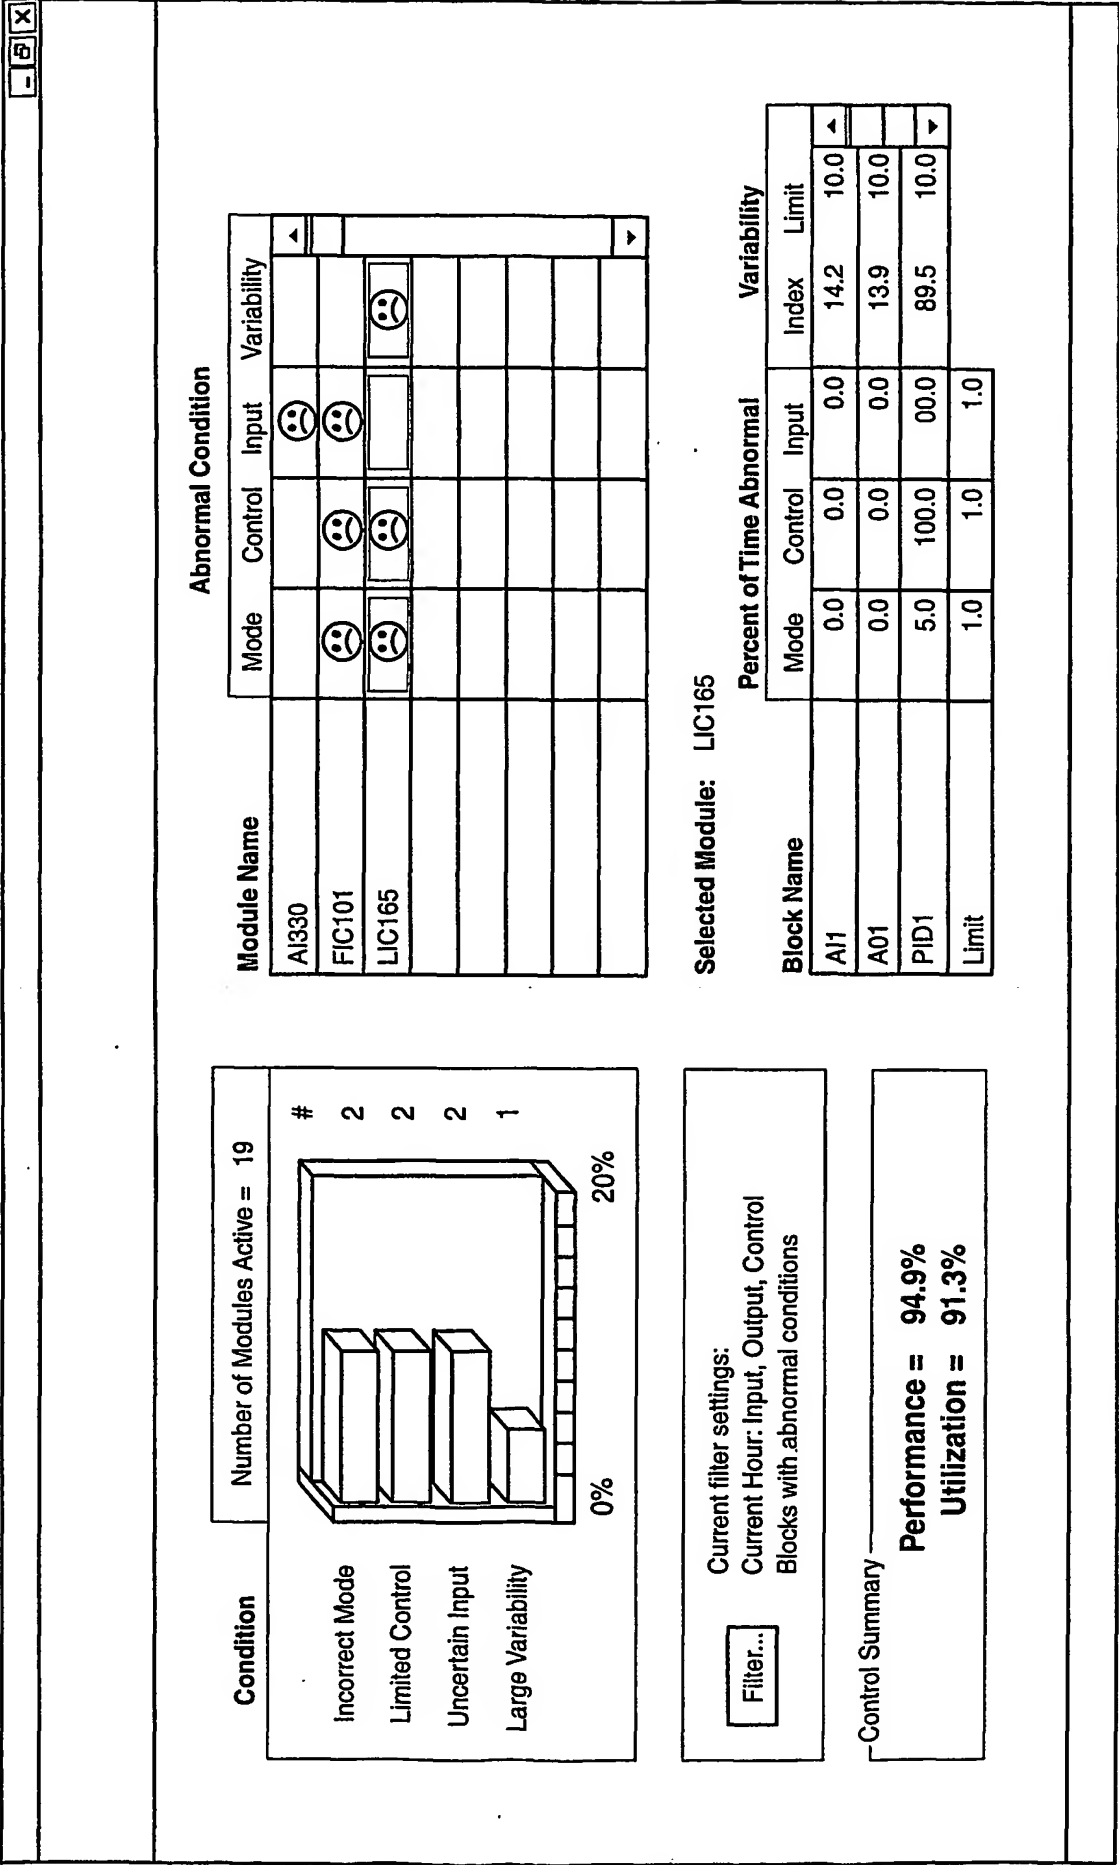 Condition
Number of Modules Active = 19
#
Incorrect Mode 2
Limited Control 2
Uncertain Input 2
Large Variability 1
0% 20%
Filter...
Current filter settings:
Current Hour: Input, Output, Control
Blocks with abnormal conditions
Control Summary
Performance = 94.9%
Utilization = 91.3%
Abnormal Condition
Module Name Mode Control Input Variability
AI330
FIC101
LIC165
Selected Module: LIC165
Percent of Time Abnormal Variability
Block Name Mode Control Input Index Limit
AI1 0.0 0.0 0.0 14.2 10.0
A01 0.0 0.0 0.0 13.9 10.0
PID1 5.0 100.0 00.0 89.5 10.0
Limit 1.0 1.0 1.0